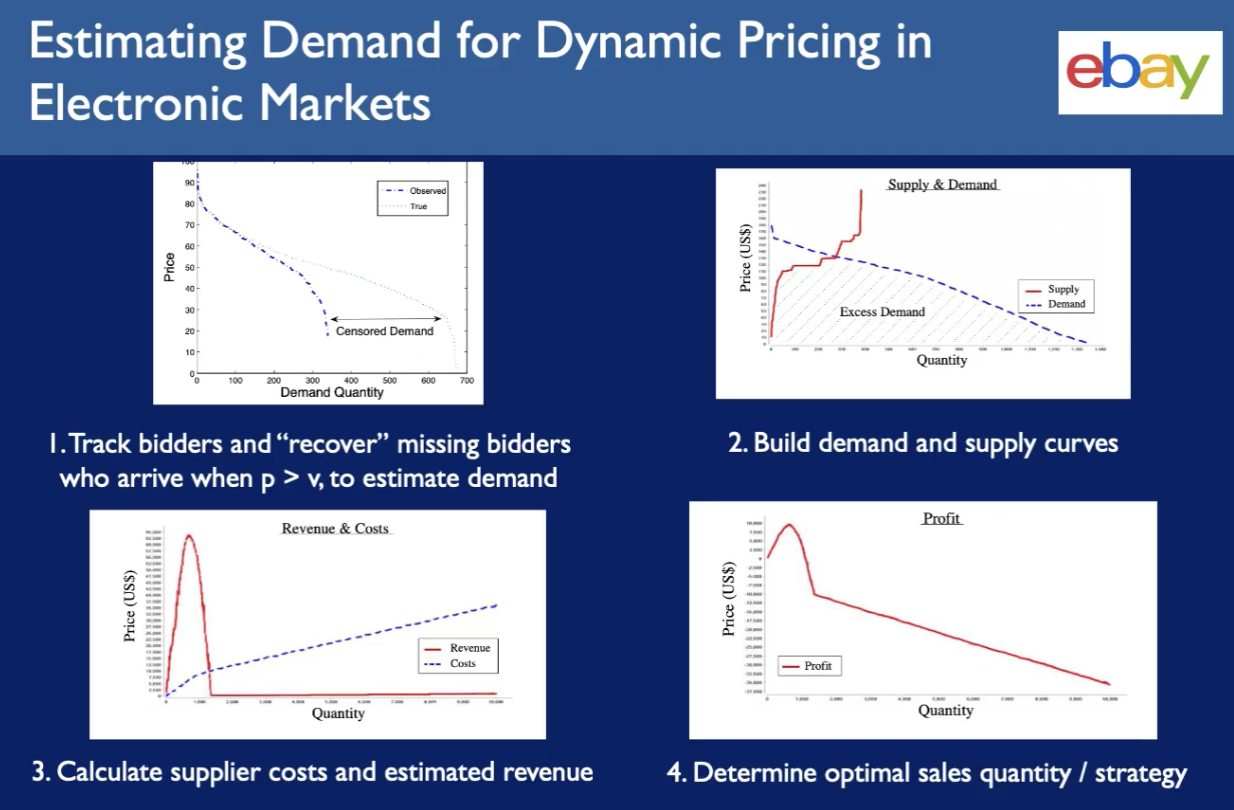 Estimating Demand for Dynamic Pricing in
Electronic Markets
ebay
90
80
70
60
50
40
30
20
10
0
Price
Observed
True
Censored Demand
0 100 200 300 400 500 600 700
Demand Quantity
Supply & Demand
Price (US$)
Supply
Demand
Excess Demand
Quantity
1. Track bidders and “recover” missing bidders
who arrive when p > v, to estimate demand
2. Build demand and supply curves
Revenue & Costs
Price (US$)
Revenue
Costs
Quantity
Profit
Price (US$)
Profit
Quantity
3. Calculate supplier costs and estimated revenue
4. Determine optimal sales quantity / strategy